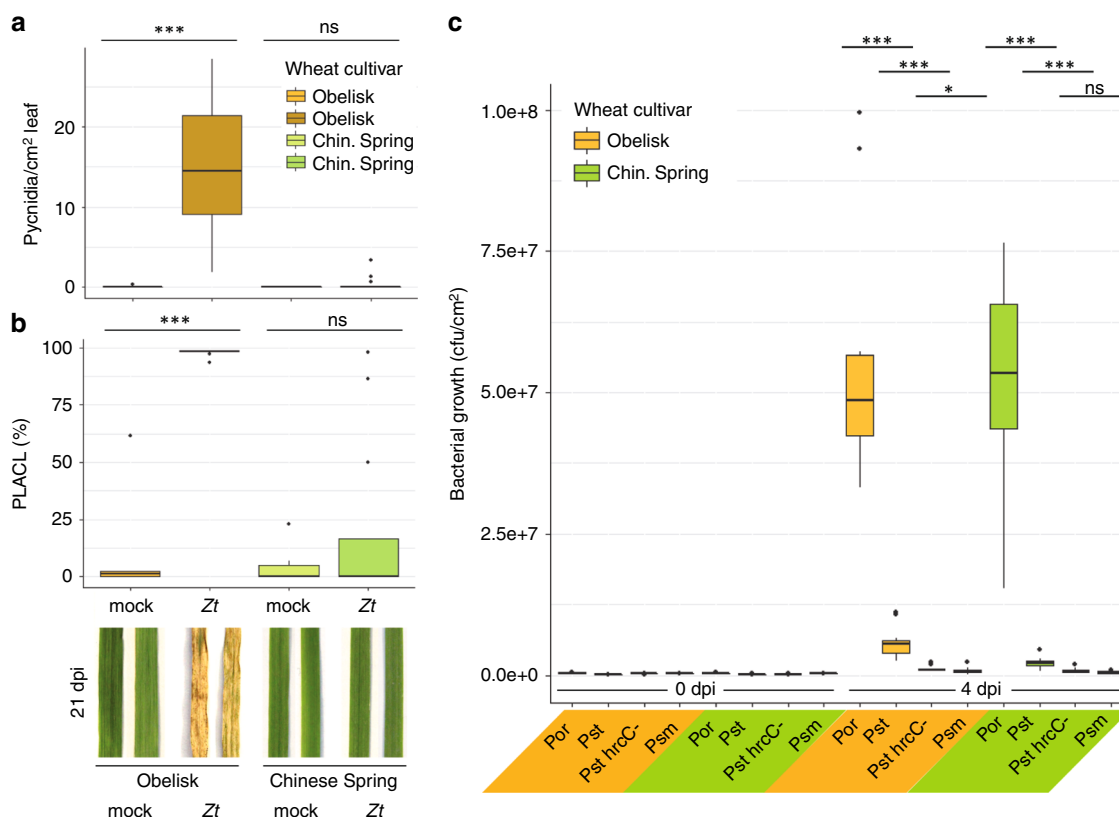 a
***
ns
Pycnidia/cm2 leaf
20
10
0
Wheat cultivar
Obelisk
Obelisk
Chin. Spring
Chin. Spring
b
***
ns
PLACL (%)
100
75
50
25
0
mock
Zt
mock
Zt
21 dpi
Obelisk
Chinese Spring
mock
Zt
mock
Zt
c
***
***
*
***
***
ns
Bacterial growth (cfu/cm2)
1.0e+8
7.5e+7
5.0e+7
2.5e+7
0.0e+0
Wheat cultivar
Obelisk
Chin. Spring
0 dpi
4 dpi
Por
Pst
Pst hrcC-
Psm
Por
Pst
Pst hrcC-
Psm
Por
Pst
Pst hrcC-
Psm
Por
Pst
Pst hrcC-
Psm